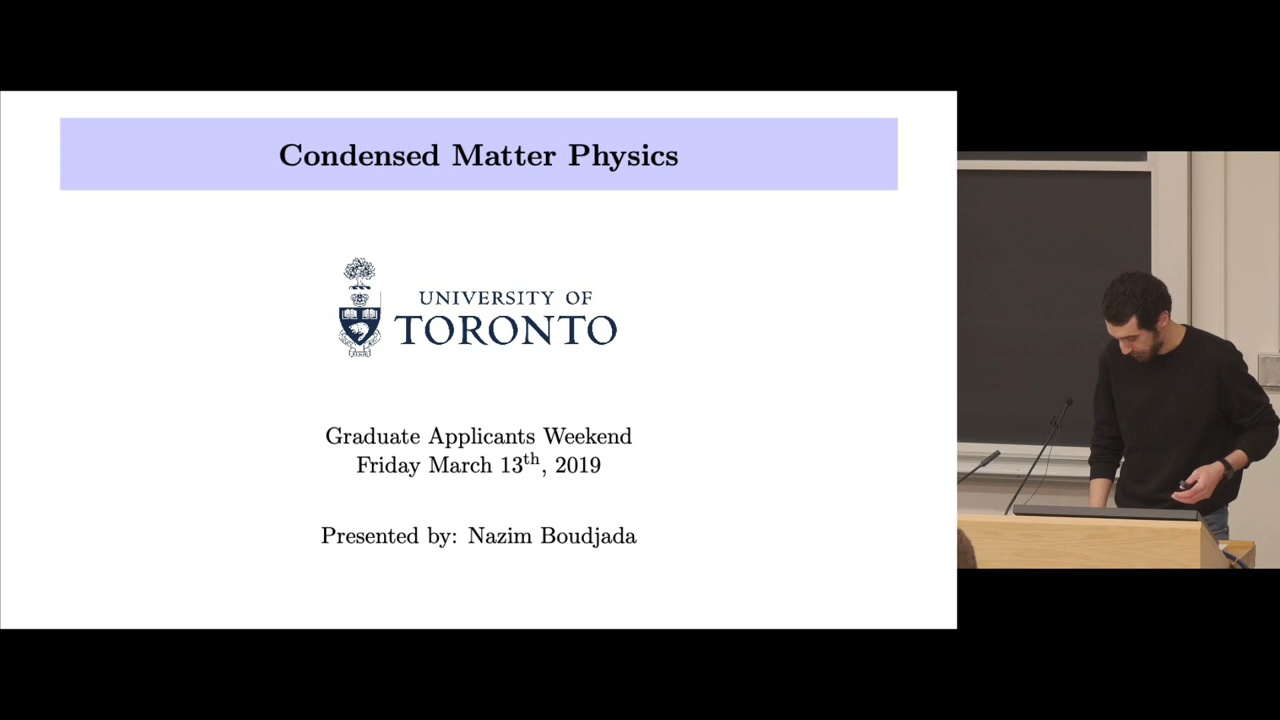 Condensed Matter Physics
UNIVERSITY OF
TORONTO
Graduate Applicants Weekend
Friday March 13th, 2019
Presented by: Nazim Boudjada